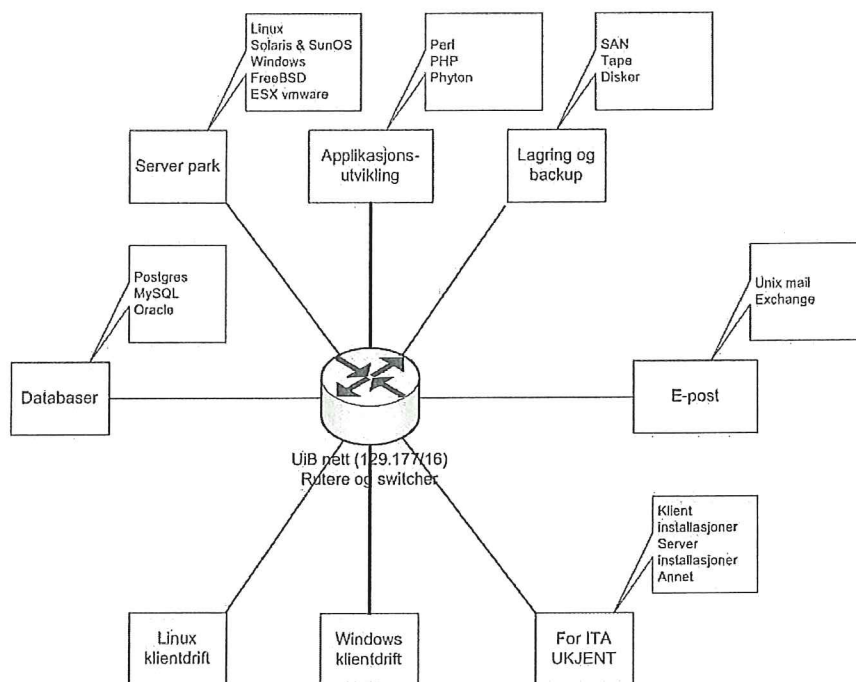 Linux
Solaris & SunOS
Windows
FreeBSD
ESX vmware
Perl
PHP
Phyton
SAN
Tape
Disker
Server park
Applikasjons-
utvikling
Lagring og
backup
Postgres
MySQL
Oracle
Unix mail
Exchange
Databaser
E-post
UiB nett (129.177/16)
Rutere og switcher
Klient
installasjoner
Server
installasjoner
Annet
Linux
klientdrift
Windows
klientdrift
For ITA
UKJENT